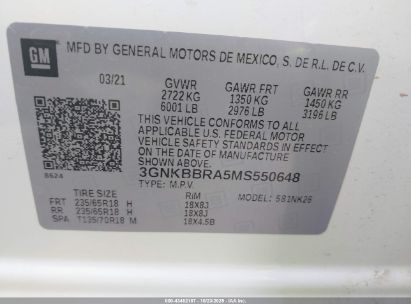 GM
MFD BY GENERAL MOTORS DE MEXICO, S. DE R.L. DE C.V.
03/21 GVWR GAWR FRT GAWR RR
2722 KG 1350 KG 1450 KG
6001 LB 2976 LB 3196 LB
THIS VEHICLE CONFORMS TO ALL
APPLICABLE U.S. FEDERAL MOTOR
VEHICLE SAFETY
STANDARDS IN EFFECT ON THE
DATE OF MANUFACTURE SHOWN ABOVE.
3GNKBBRA5MS550648
8624 TYPE: M.P.V. MODEL: 581NK26
TIRE SIZE RIM
FRT 235/65R18 H 18X8J
RR 235/65R18 H 18X8J
SPA T135/70R18 M 18X4.5B